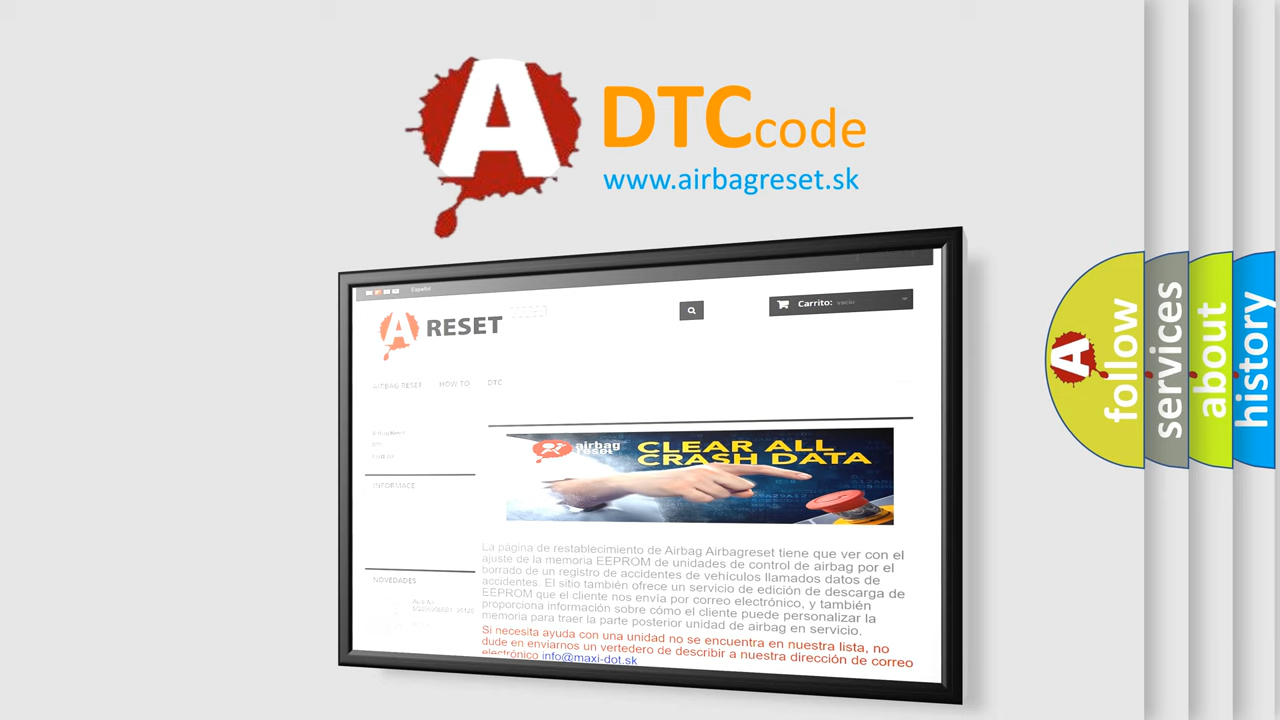 A
DTCcode
www.airbagreset.sk
Español
A RESET
Carrito: vacío
AIRBAG RESET HOW TO DTC
INFORMACE
airbag
reset
CLEAR ALL
CRASH DATA
La página de restablecimiento de Airbag Airbagreset tiene que ver con el
ajuste de la memoria EEPROM de unidades de control de airbag por el
borrado de un registro de accidentes de vehículos llamados datos de
accidentes. El sitio también ofrece un servicio de edición de descarga de
EEPROM que el cliente nos envía por correo electrónico, y también
proporciona información sobre cómo el cliente puede personalizar la
memoria para traer la parte posterior unidad de airbag en servicio.
Si necesita ayuda con una unidad no se encuentra en nuestra lista, no
dude en enviarnos un vertedero de describir a nuestra dirección de correo
electrónico info@maxi-dot.sk
NOVEDADES
A
follow
services
about
history